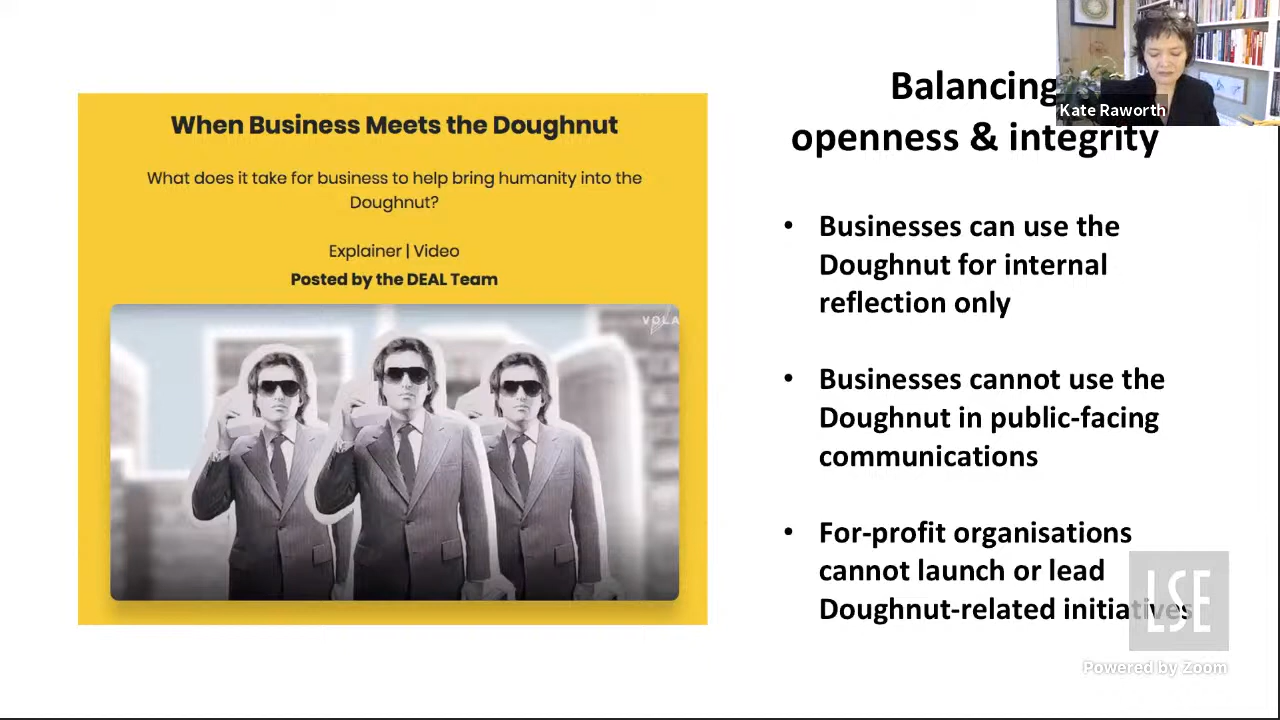 When Business Meets the Doughnut
What does it take for business to help bring humanity into the
Doughnut?
Explainer | Video
Posted by the DEAL Team
VOLA
Balancing
openness & integrity
Kate Raworth
• Businesses can use the
Doughnut for internal
reflection only
• Businesses cannot use the
Doughnut in public-facing
communications
• For-profit organisations
cannot launch or lead
Doughnut-related initiatives
LSE
Powered by Zoom